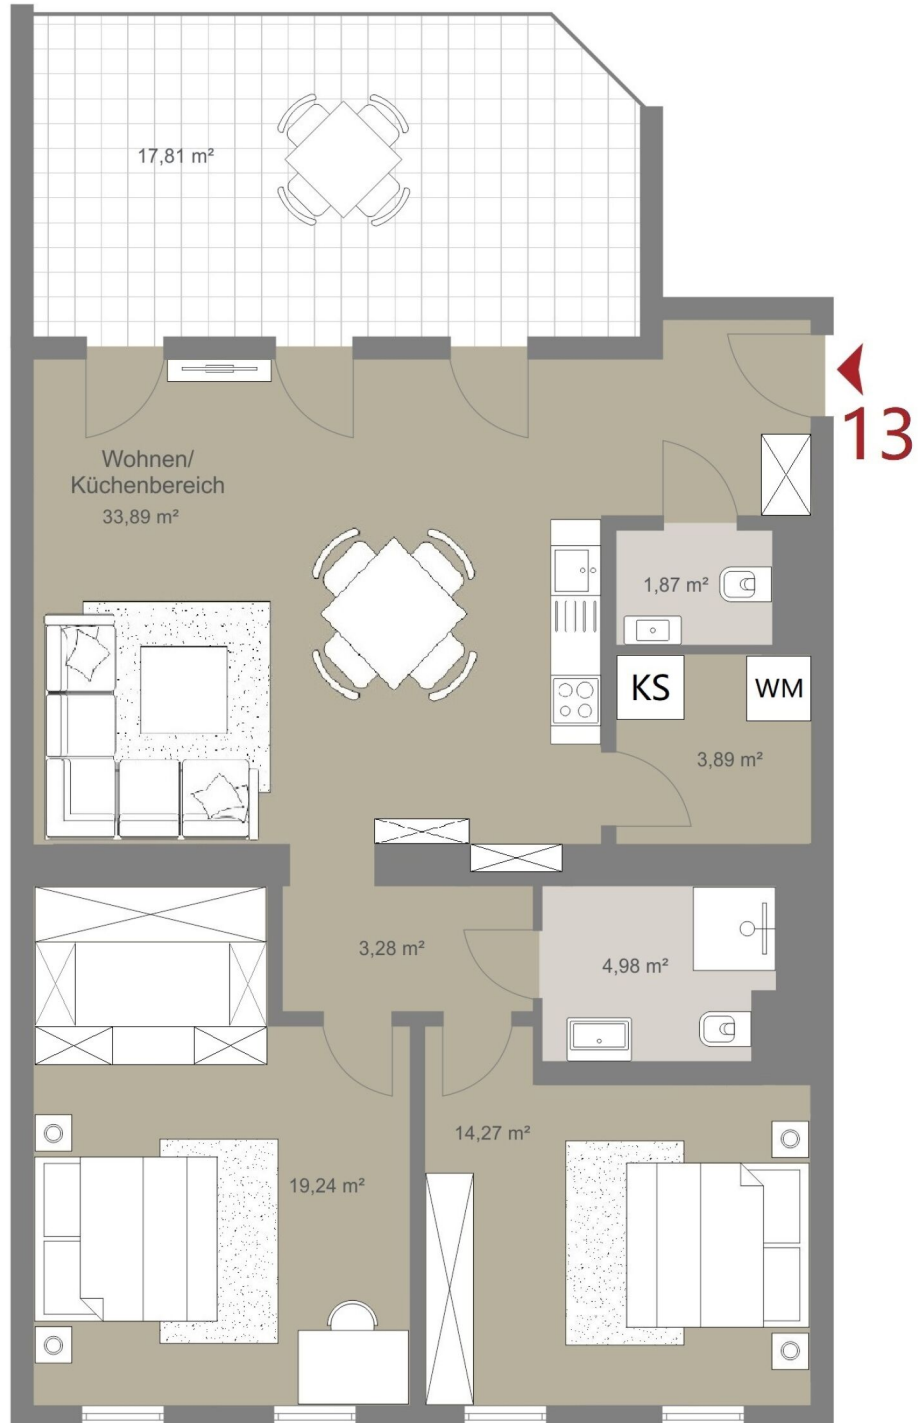 17,81 m²
13
Wohnen/
Küchenbereich
33,89 m²
1,87 m²
KS
WM
3,89 m²
3,28 m²
4,98 m²
14,27 m²
19,24 m²